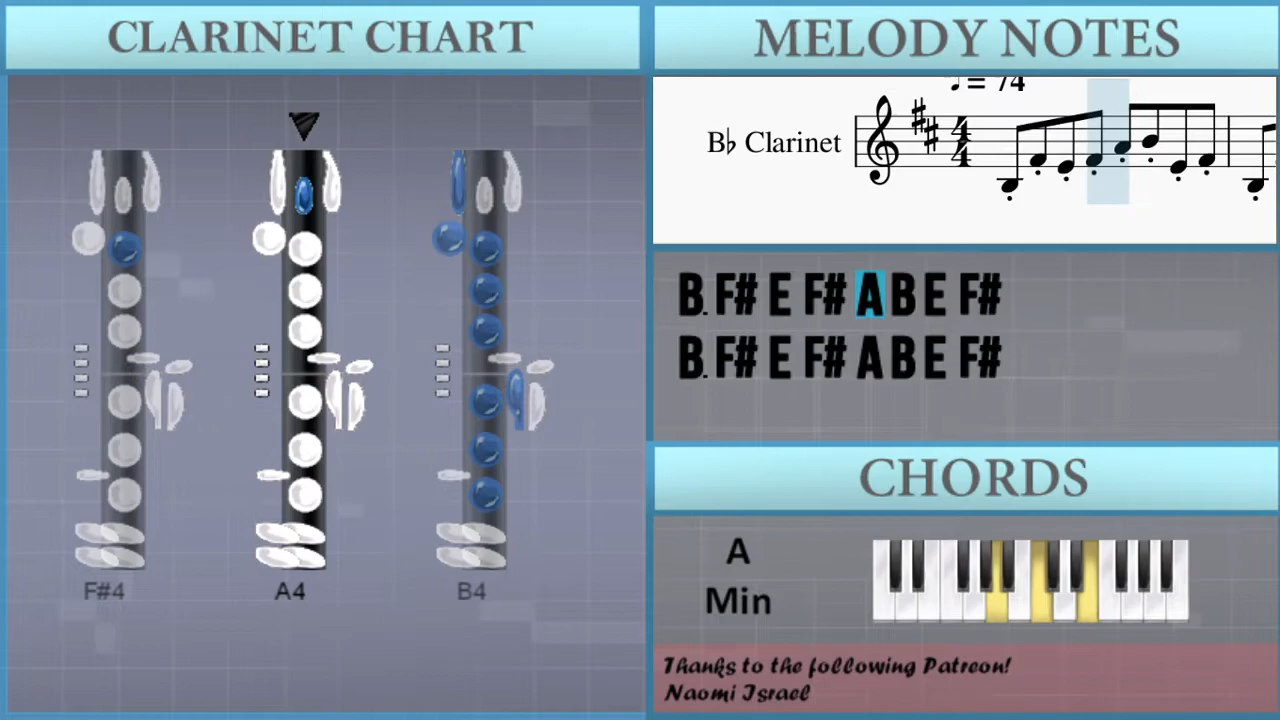 CLARINET CHART
F#4 A4 B4
MELODY NOTES
♩ = 74
B♭ Clarinet
4
4
B. F# E F# A B E F#
B. F# E F# A B E F#
CHORDS
A
Min
Thanks to the following Patreon!
Naomi Israel